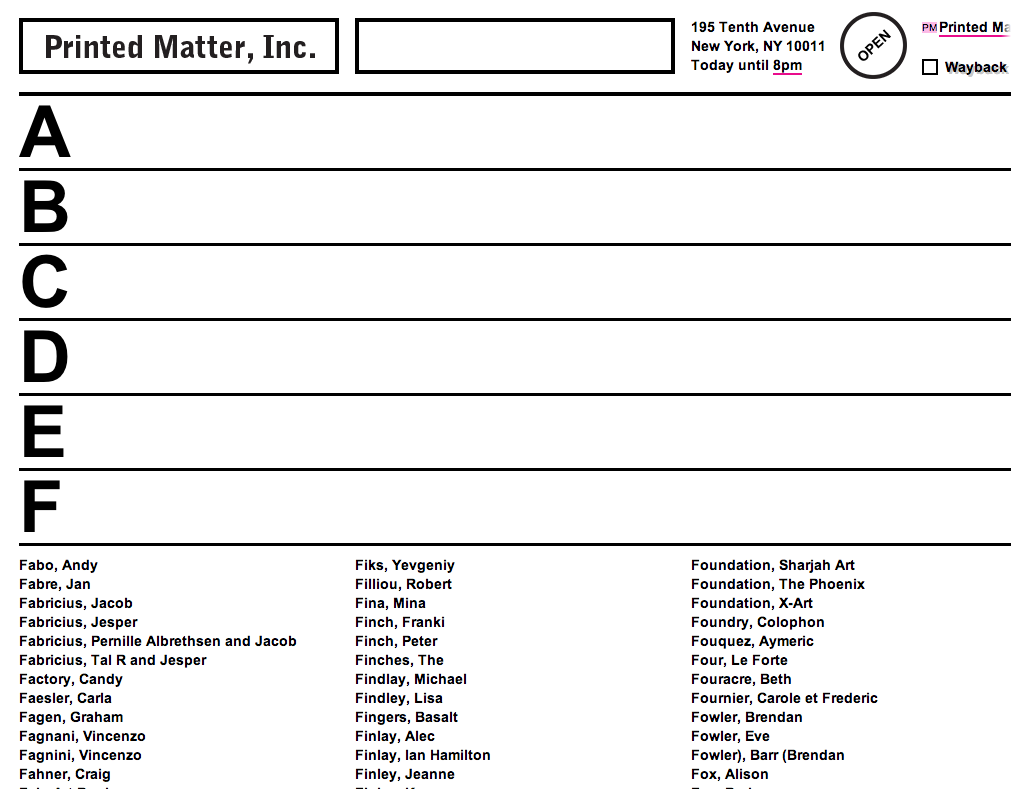 Printed Matter, Inc.
195 Tenth Avenue
New York, NY 10011
Today until 8pm
OPEN
PM Printed
Wayback
A
B
C
D
E
F
Fabo, Andy
Fabre, Jan
Fabricius, Jacob
Fabricius, Jesper
Fabricius, Pernille Albrethsen and Jacob
Fabricius, Tal R and Jesper
Factory, Candy
Faesler, Carla
Fagen, Graham
Fagnani, Vincenzo
Fagnini, Vincenzo
Fahner, Craig
Fiks, Yevgeniy
Filliou, Robert
Fina, Mina
Finch, Franki
Finch, Peter
Finches, The
Findlay, Michael
Findley, Lisa
Fingers, Basalt
Finlay, Alec
Finlay, Ian Hamilton
Finley, Jeanne
Foundation, Sharjah Art
Foundation, The Phoenix
Foundation, X-Art
Foundry, Colophon
Fouquez, Aymeric
Four, Le Forte
Fouracre, Beth
Fournier, Carole et Frederic
Fowler, Brendan
Fowler, Eve
Fowler), Barr (Brendan
Fox, Alison